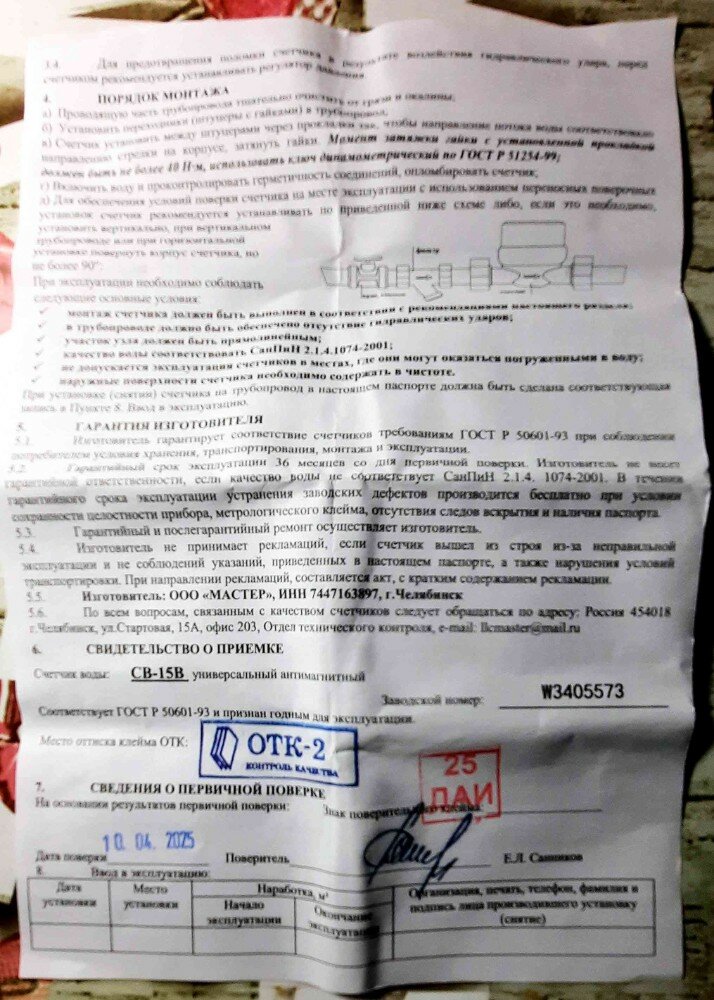 3.4. Для предотвращения поломки счетчика в результате воздействия гидравлического удара, перед
счетчиком рекомендуется устанавливать регулятор давления.
4. ПОРЯДОК МОНТАЖА
а) Проводящую часть трубопровода тщательно очистить от грязи и окалины;
б) Установить переходники (штуцеры с гайками) в трубопровод;
в) Счетчик установить между штуцерами через прокладки так, чтобы направление потока воды соответствовало
направлению стрелки на корпусе, затянуть гайки. Момент затяжки гайки с установленной прокладкой
должен быть не более 40 Н·м, использовать ключ динамометрический по ГОСТ Р 51254-99;
г) Включить воду и проконтролировать герметичность соединений, опломбировать счетчик;
д) Для обеспечения условий поверки счетчика на месте эксплуатации с использованием переносных поверочных
установок счетчик рекомендуется устанавливать по приведенной ниже схеме либо, если это необходимо,
установить вертикально, при вертикальном
трубопроводе или при горизонтальной
установке повернуть корпус счетчика, но
не более 90°:
фильтр
При эксплуатации необходимо соблюдать
следующие основные условия:
✓ монтаж счетчика должен быть выполнен в соответствии с рекомендациями настоящего раздела;
✓ в трубопроводе должно быть обеспечено отсутствие гидравлических ударов;
✓ участок узла должен быть прямолинейным;
✓ качество воды соответствовать СанПиН 2.1.4.1074-2001;
✓ не допускается эксплуатация счетчиков в местах, где они могут оказаться погруженными в воду;
✓ наружные поверхности счетчика необходимо содержать в чистоте.
При установке (снятии) счетчика на трубопровод в настоящем паспорте должна быть сделана соответствующая
запись в Пункте 8. Ввод в эксплуатацию.
5. ГАРАНТИЯ ИЗГОТОВИТЕЛЯ
5.1. Изготовитель гарантирует соответствие счетчиков требованиям ГОСТ Р 50601-93 при соблюдении
потребителем условия хранения, транспортирования, монтажа и эксплуатации.
5.2. Гарантийный срок эксплуатации 36 месяцев со дня первичной поверки. Изготовитель не несет
гарантийной ответственности, если качество воды не соответствует СанПиН 2.1.4. 1074-2001. В течении
гарантийного срока эксплуатации устранения заводских дефектов производится бесплатно при условии
сохранности целостности прибора, метрологического клейма, отсутствия следов вскрытия и наличия паспорта.
5.3. Гарантийный и послегарантийный ремонт осуществляет изготовитель.
5.4. Изготовитель не принимает рекламаций, если счетчик вышел из строя из-за неправильной
эксплуатации и не соблюдений указаний, приведенных в настоящем паспорте, а также нарушения условий
транспортировки. При направлении рекламаций, составляется акт, с кратким содержанием рекламации.
5.5. Изготовитель: ООО «МАСТЕР», ИНН 7447163897, г.Челябинск
5.6. По всем вопросам, связанным с качеством счетчиков следует обращаться по адресу: Россия 454018
г.Челябинск, ул.Стартовая, 15А, офис 203, Отдел технического контроля, e-mail: llcmaster@mail.ru
6. СВИДЕТЕЛЬСТВО О ПРИЕМКЕ
Счетчик воды: СВ-15В универсальный антимагнитный
Заводской номер: W3405573
Соответствует ГОСТ Р 50601-93 и признан годным для эксплуатации.
Место оттиска клейма ОТК: ОТК-2
КОНТРОЛЬ КАЧЕСТВА
25
ПАИ
7. СВЕДЕНИЯ О ПЕРВИЧНОЙ ПОВЕРКЕ
На основании результатов первичной поверки: Знак поверительного клейма
10. 04. 2025
Дата поверки Поверитель Е.Л. Санников
8. Ввод в эксплуатацию:
Дата установки
Место установки
Наработка, м³
Начало эксплуатации
Окончание эксплуатации
Организация, печать, телефон, фамилия и
подпись лица производившего установку
(снятие)